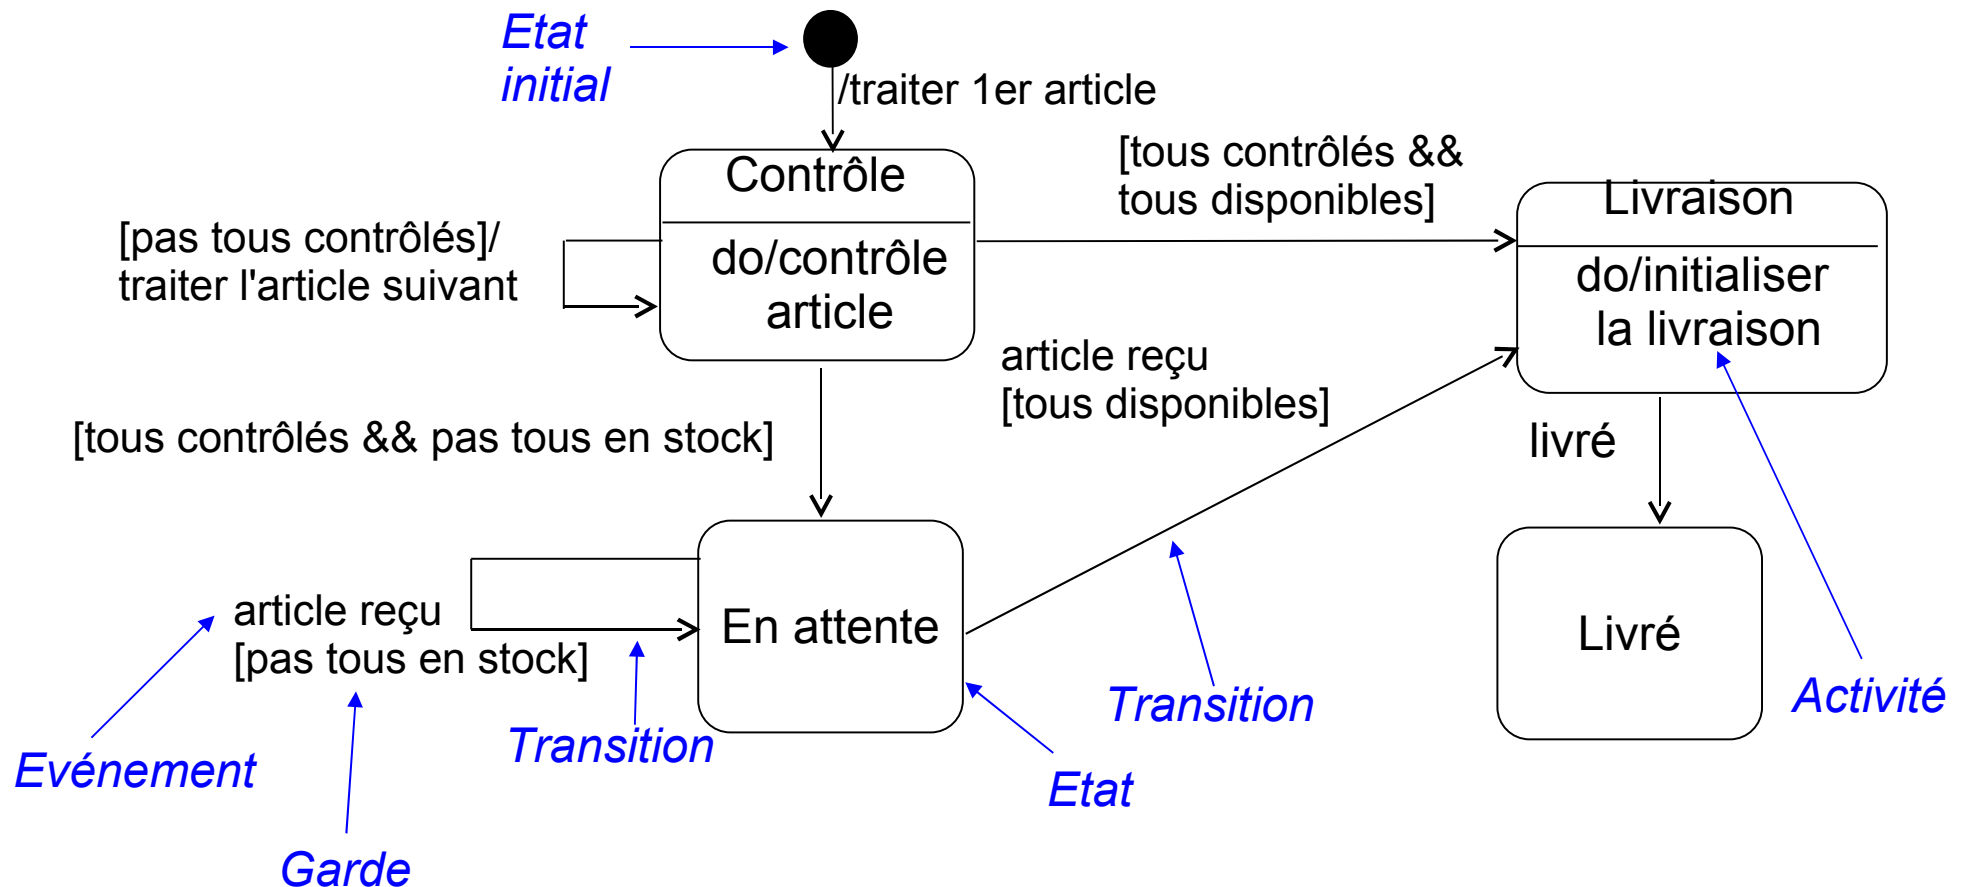 Etat
initial
/traiter 1er article
Contrôle
do/contrôle
article
[tous contrôlés &&
tous disponibles]
Livraison
do/initialiser
la livraison
[pas tous contrôlés]/
traiter l'article suivant
article reçu
[tous disponibles]
[tous contrôlés && pas tous en stock]
livré
article reçu
[pas tous en stock]
En attente
Livré
Evénement
Garde
Transition
Etat
Transition
Activité